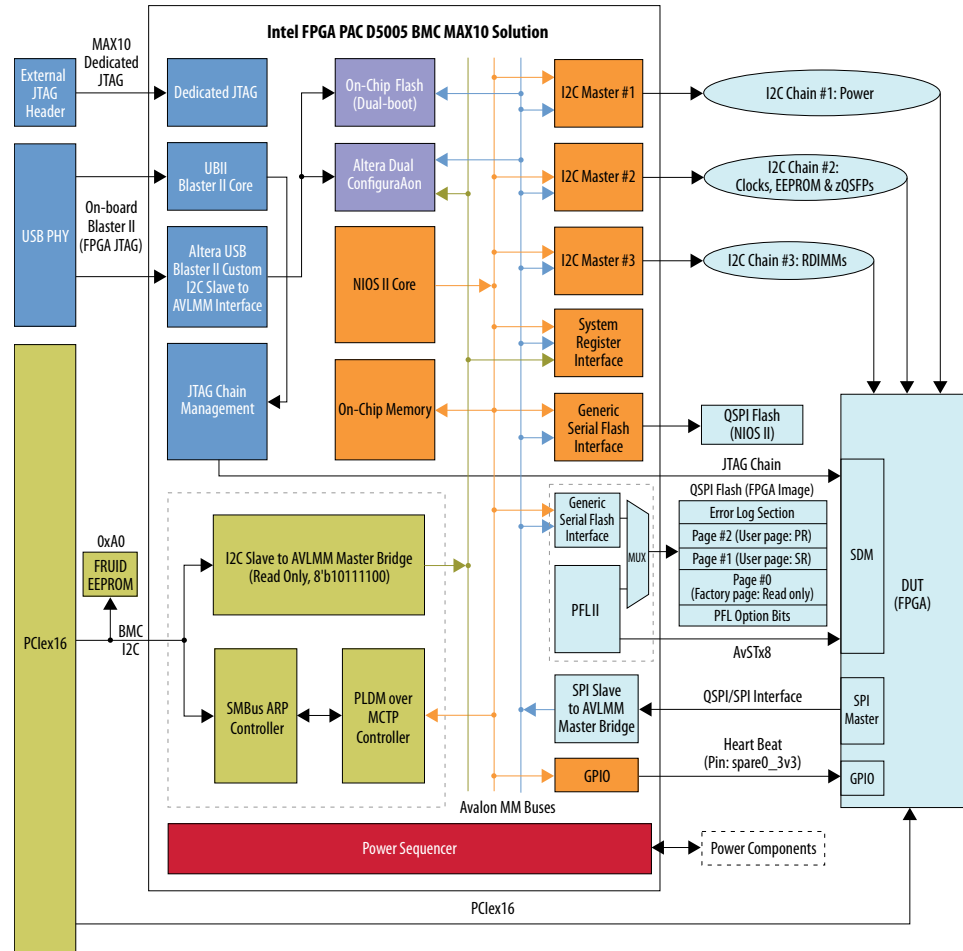 Intel FPGA PAC D5005 BMC MAX10 Solution
MAX10
Dedicated
JTAG
External
JTAG
Header
Dedicated JTAG
On-Chip Flash
(Dual-boot)
I2C Master #1
I2C Chain #1: Power
USB PHY
On-board
Blaster II
(FPGA JTAG)
UBII
Blaster II Core
Altera Dual
ConfiguraAon
I2C Master #2
I2C Chain #2:
Clocks, EEPROM & zQSFPs
Altera USB
Blaster II Custom
I2C Slave to
AVLMM Interface
NIOS II Core
I2C Master #3
I2C Chain #3: RDIMMs
System
Register
Interface
JTAG Chain
Management
On-Chip Memory
Generic
Serial Flash
Interface
QSPI Flash
(NIOS II)
JTAG Chain
QSPI Flash (FPGA Image)
Generic
Serial Flash
Interface
MUX
PFL II
Error Log Section
Page #2 (User page: PR)
Page #1 (User page: SR)
Page #0
(Factory page: Read only)
PFL Option Bits
AvSTx8
SDM
DUT
(FPGA)
0xA0
FRUID
EEPROM
PCIex16
BMC
I2C
I2C Slave to AVLMM Master Bridge
(Read Only, 8'b10111100)
SMBus ARP
Controller
PLDM over
MCTP
Controller
SPI Slave
to AVLMM
Master Bridge
QSPI/SPI Interface
SPI
Master
GPIO
Heart Beat
(Pin: spare0_3v3)
GPIO
Avalon MM Buses
Power Sequencer
Power Components
PCIex16